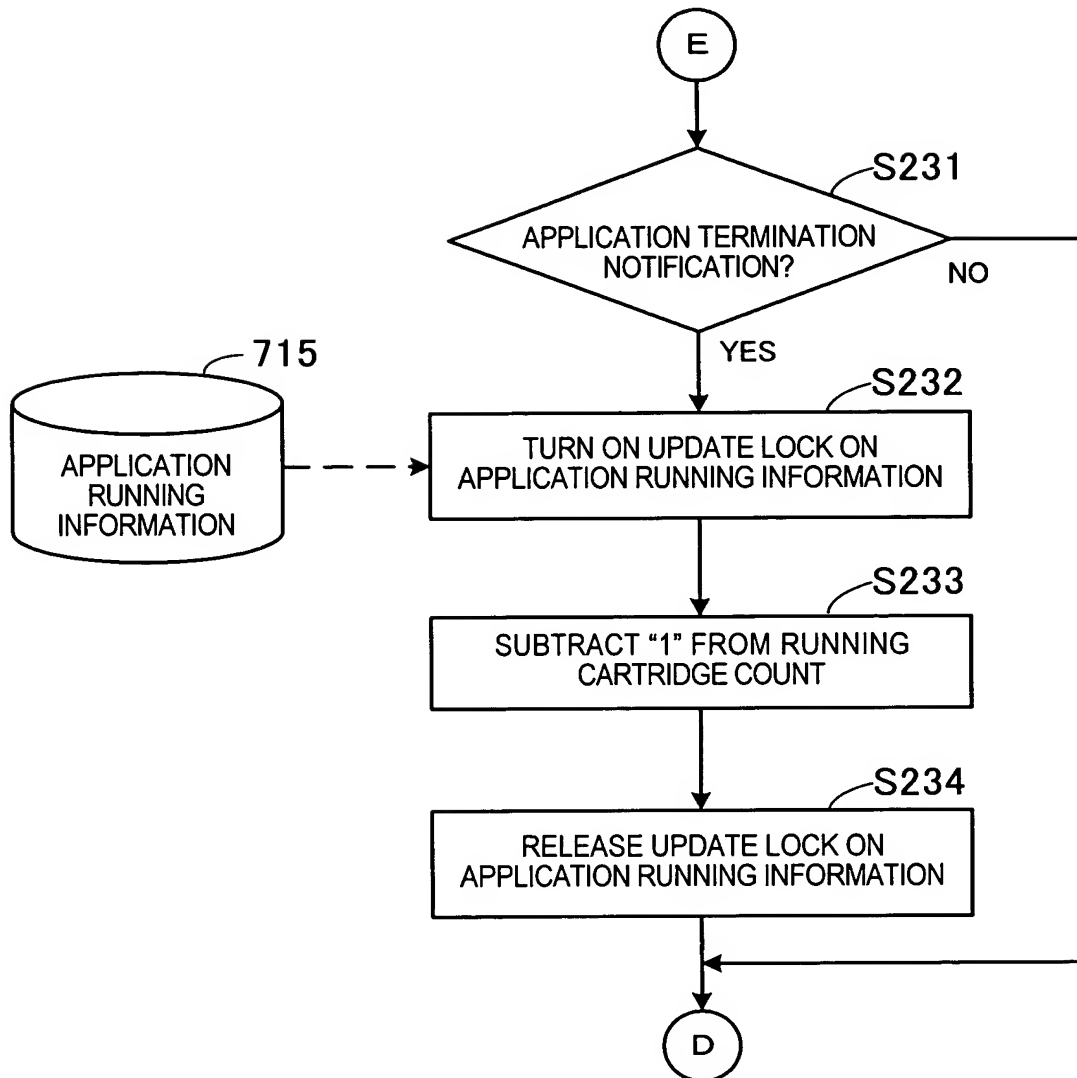 E
S231
APPLICATION TERMINATION
NOTIFICATION?
NO
YES
715
APPLICATION
RUNNING
INFORMATION
S232
TURN ON UPDATE LOCK ON
APPLICATION RUNNING INFORMATION
S233
SUBTRACT “1” FROM RUNNING
CARTRIDGE COUNT
S234
RELEASE UPDATE LOCK ON
APPLICATION RUNNING INFORMATION
D